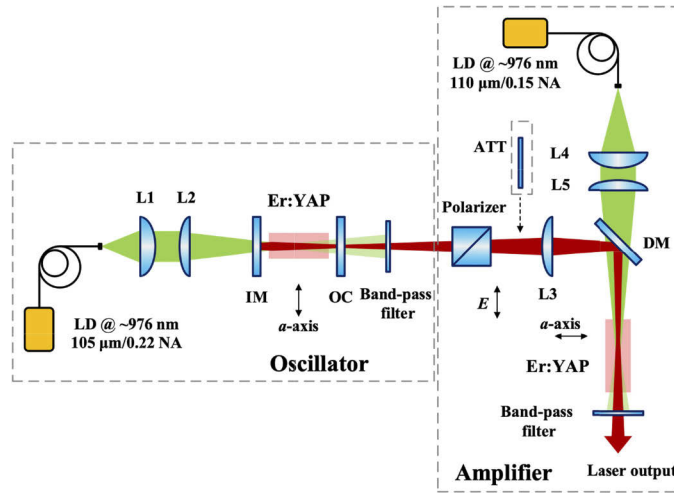 LD @ ~976 nm
110 μm/0.15 NA
ATT
L4
L5
Polarizer
DM
L3
E
a-axis
Er:YAP
Band-pass
filter
Laser output
Amplifier
L1
L2
Er:YAP
IM
OC
Band-pass
filter
a-axis
LD @ ~976 nm
105 μm/0.22 NA
Oscillator